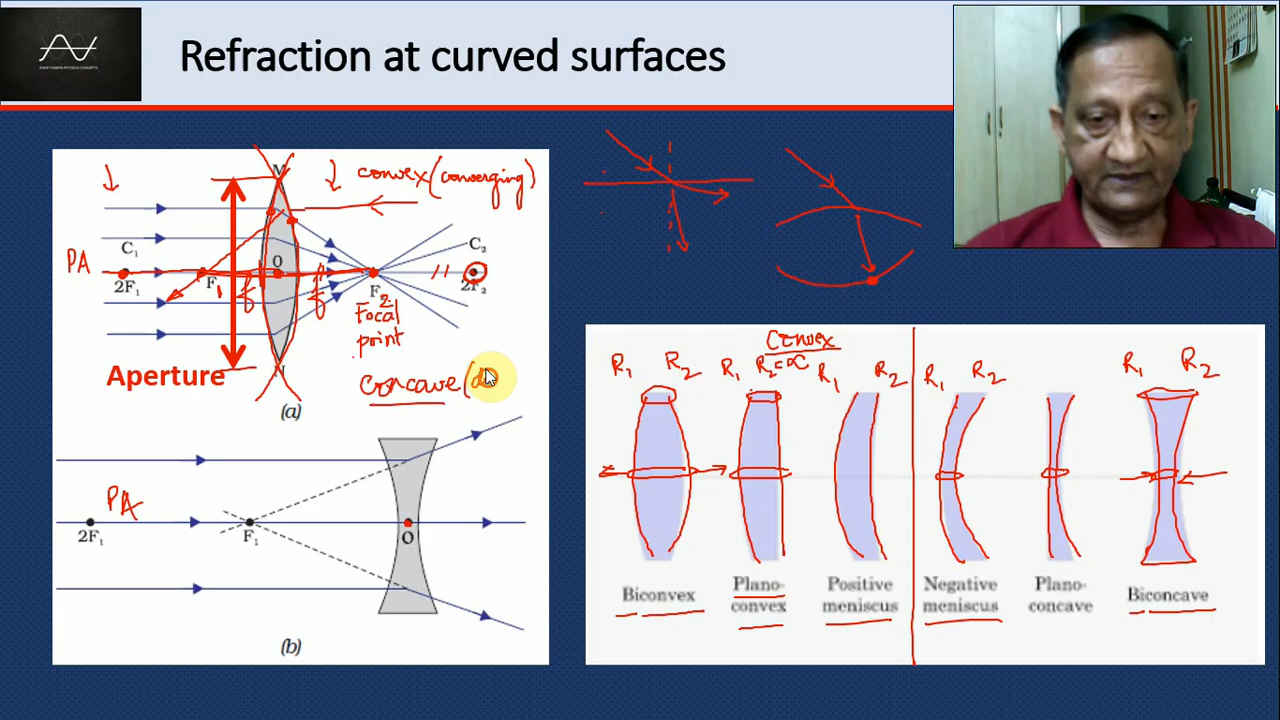 Refraction at curved surfaces
M
convex (converging)
C₁
C₂
PA
O
2F₁
F₁
f
f
F₂
2F₂
Focal
point
Aperture
N
concave (
(a)
PA
2F₁
F₁
O
(b)
Convex
R₁ R₂
R₁ R₂=∝
R₁ R₂
R₁ R₂
R₁ R₂
Biconvex
Plano-
convex
Positive
meniscus
Negative
meniscus
Plano-
concave
Biconcave